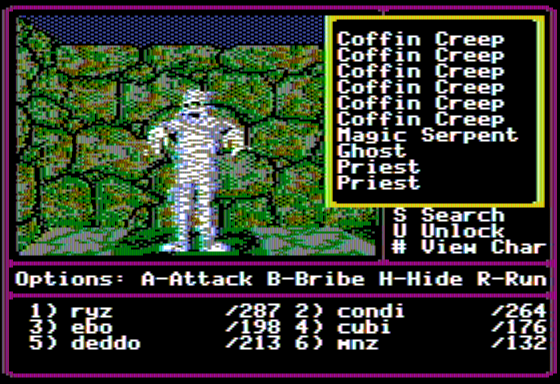 Coffin Creep
Coffin Creep
Coffin Creep
Coffin Creep
Coffin Creep
Coffin Creep
Magic Serpent
Ghost
Priest
Priest
S Search
U Unlock
# View Char
Options: A-Attack B-Bribe H-Hide R-Run
1) ryz /287 2) condi /264
3) ebo /198 4) cubi /176
5) deddo /213 6) mnz /132